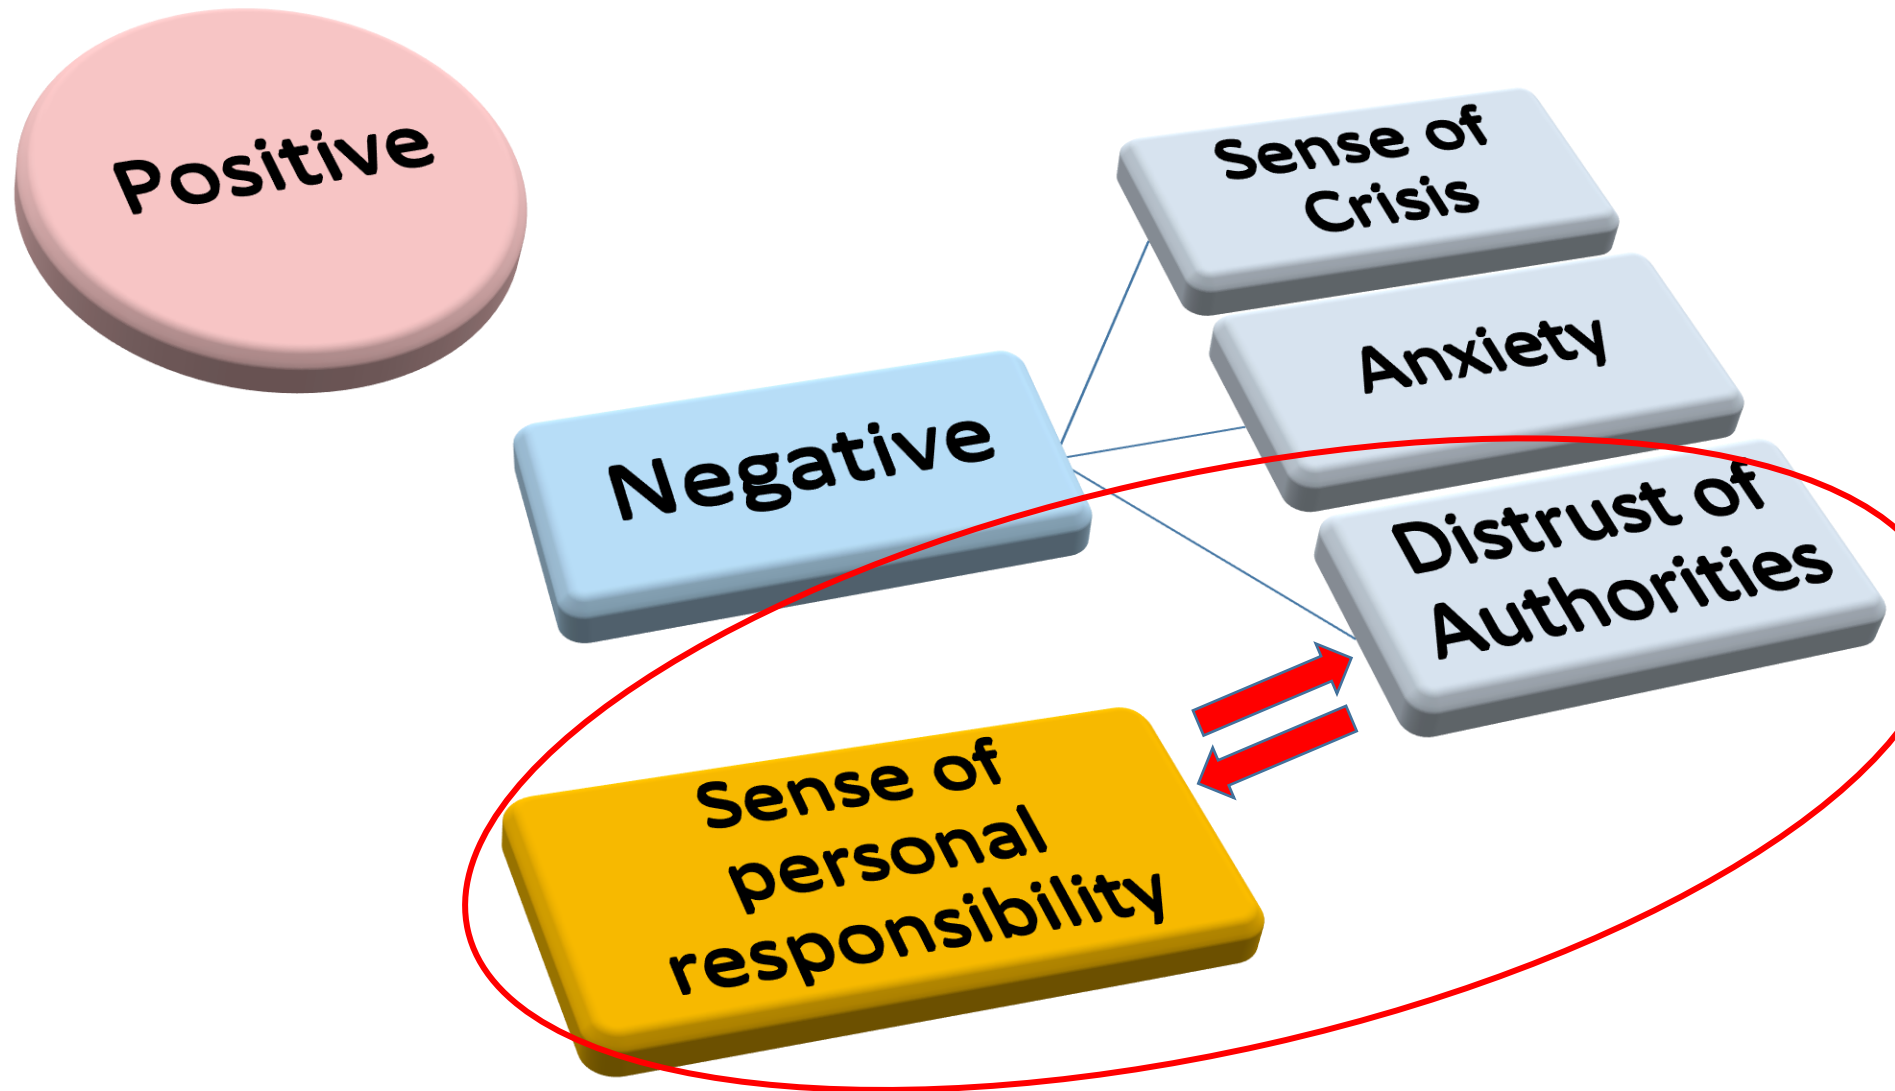 Positive
Sense of
Crisis
Anxiety
Negative
Distrust of
Authorities
Sense of
personal
responsibility